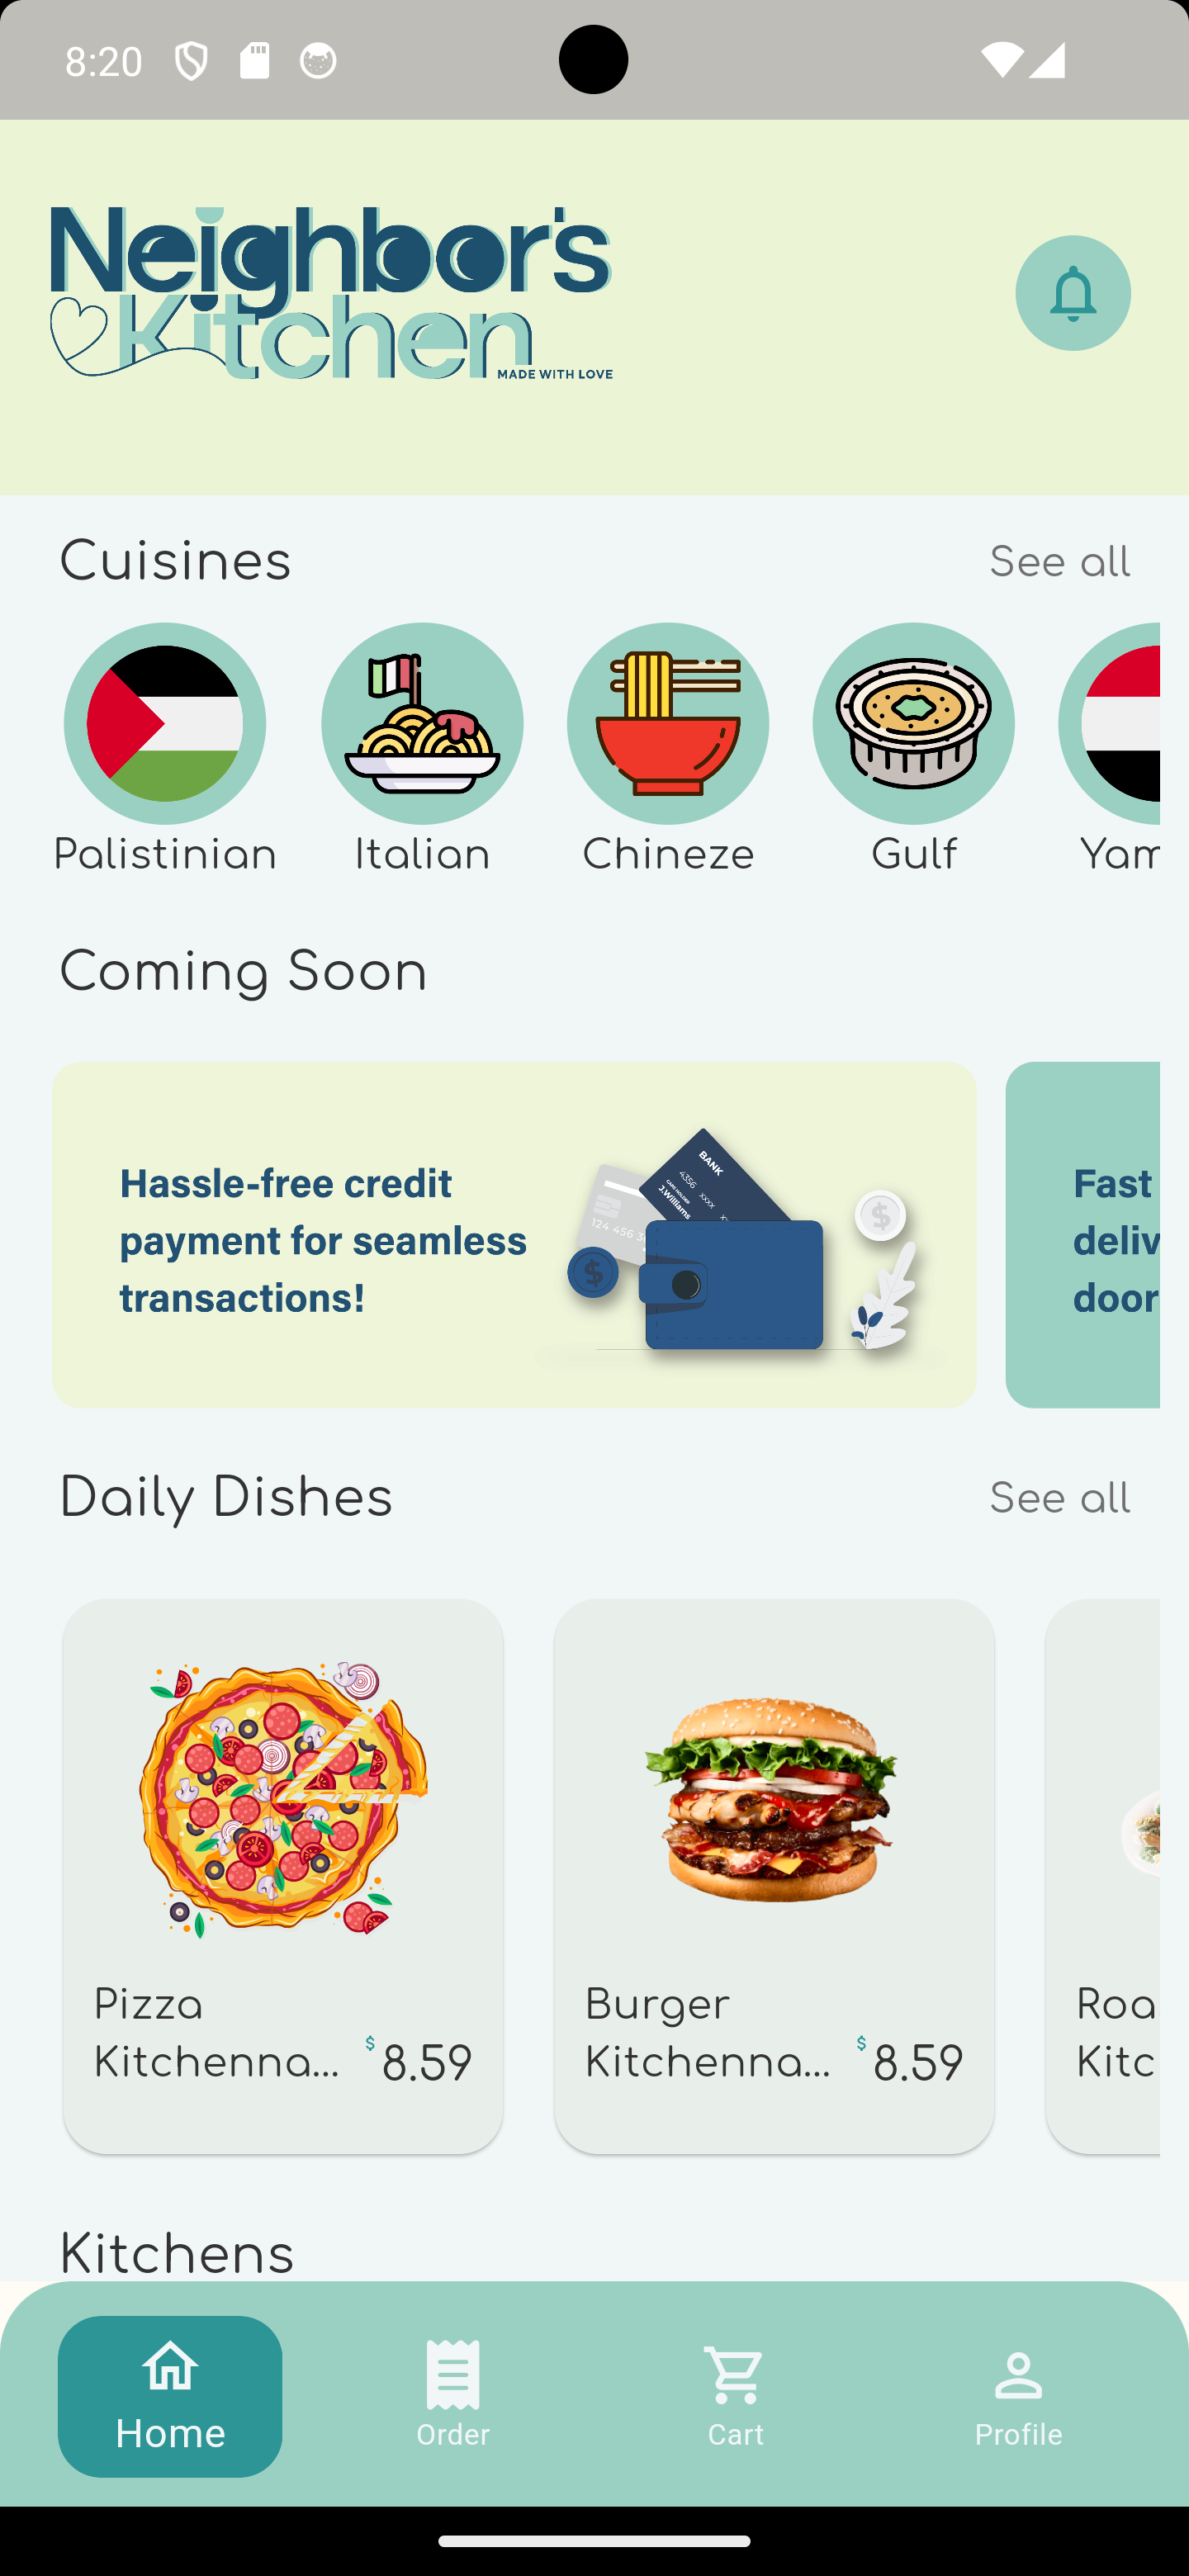 8:20
Neighbor's
Kitchen
MADE WITH LOVE
Cuisines
See all
Palistinian
Italian
Chineze
Gulf
Yam
Coming Soon
Hassle-free credit
payment for seamless
transactions!
BANK
4356 XXXX
J.Williams
124 456
Fast
deliv
door
Daily Dishes
See all
Pizza
Kitchenna... $8.59
Burger
Kitchenna... $8.59
Roa
Kitc
Kitchens
Home
Order
Cart
Profile